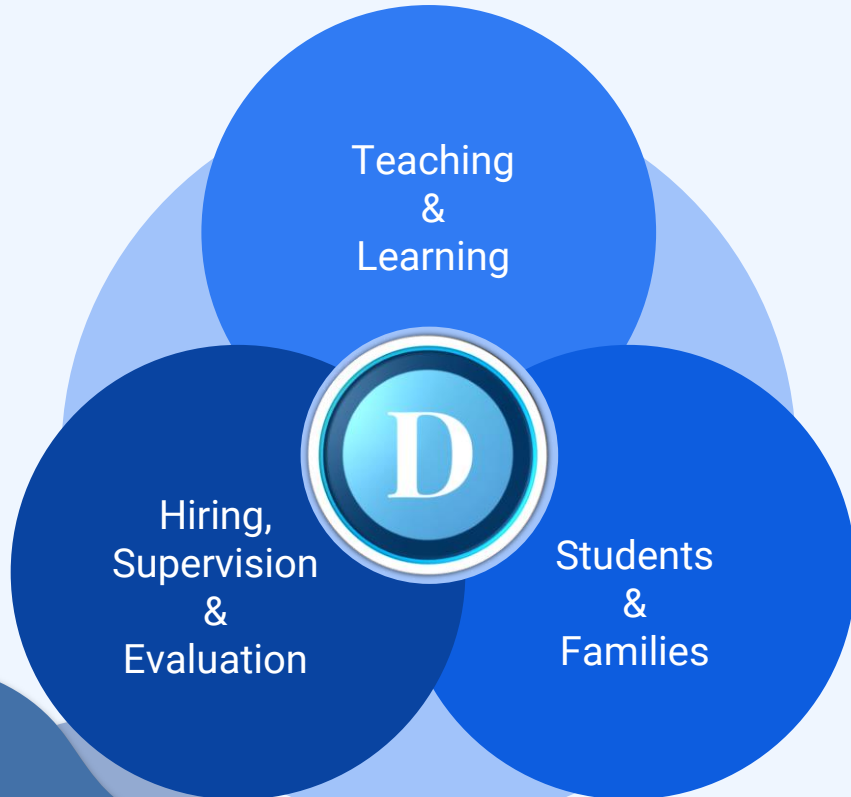 Teaching
&
Learning
D
Hiring,
Supervision
&
Evaluation
Students
&
Families